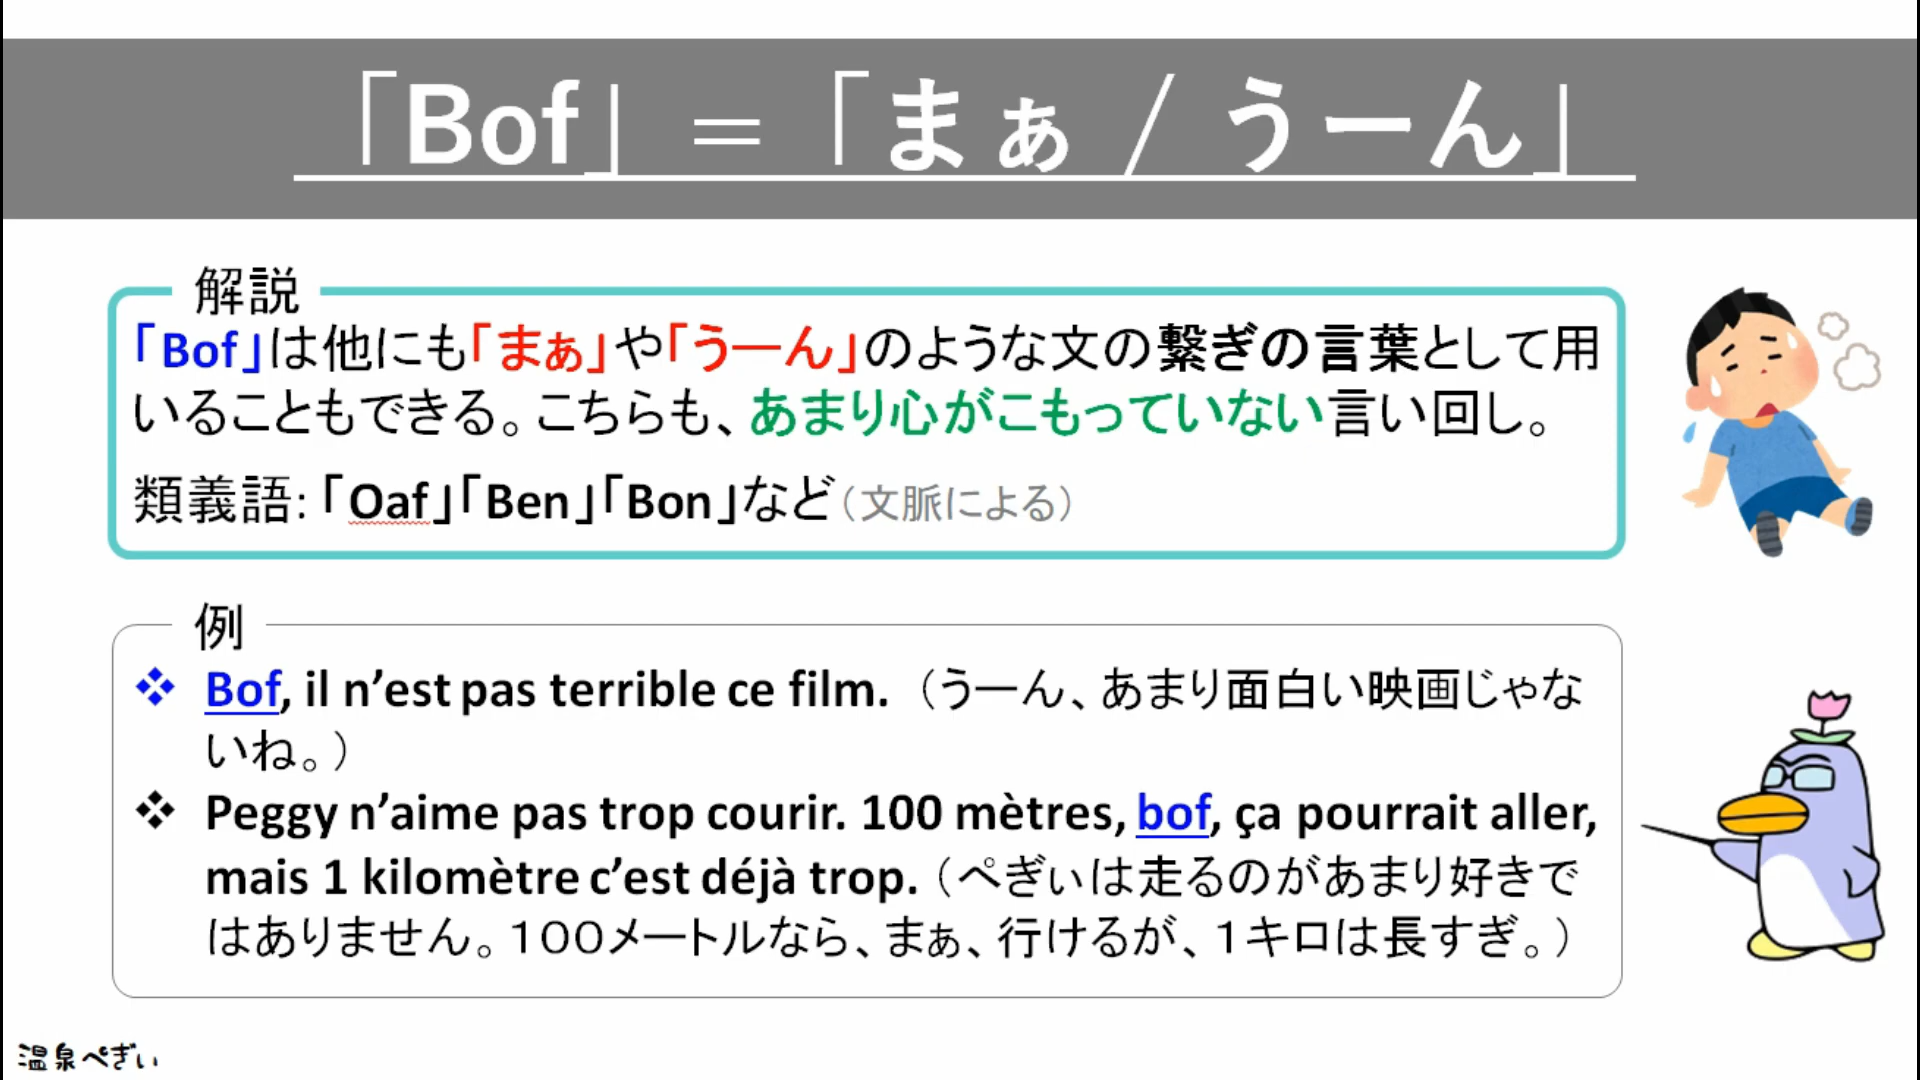 「Bof」=「まぁ / うーん」
解説
「Bof」は他にも「まぁ」や「うーん」のような文の繋ぎの言葉として用
いることもできる。こちらも、あまり心がこもっていない言い回し。
類義語:「Oaf」「Ben」「Bon」など（文脈による）
例
❖ Bof, il n’est pas terrible ce film.（うーん、あまり面白い映画じゃな
いね。）
❖ Peggy n’aime pas trop courir. 100 mètres, bof, ça pourrait aller,
mais 1 kilomètre c’est déjà trop.（ぺぎぃは走るのがあまり好きで
はありません。１００メートルなら、まぁ、行けるが、１キロは長すぎ。）
温泉ぺぎぃ